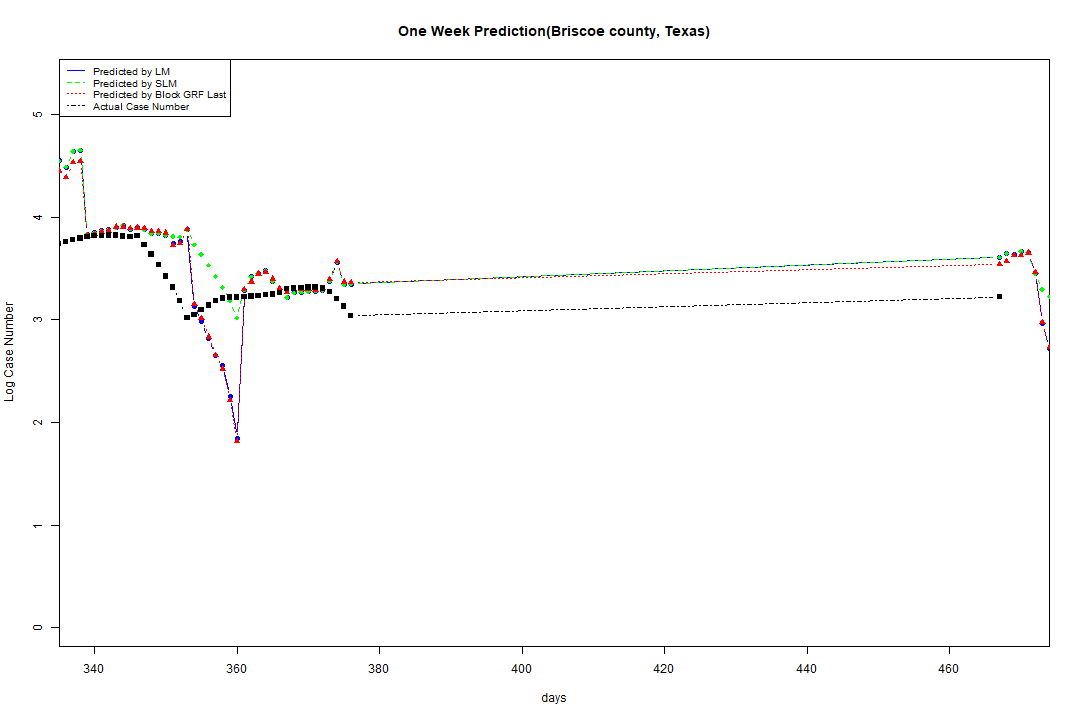 One Week Prediction(Briscoe county, Texas)
Predicted by LM
Predicted by SLM
Predicted by Block GRF Last
Actual Case Number
5
4
3
2
1
0
Log Case Number
340 360 380 400 420 440 460
days